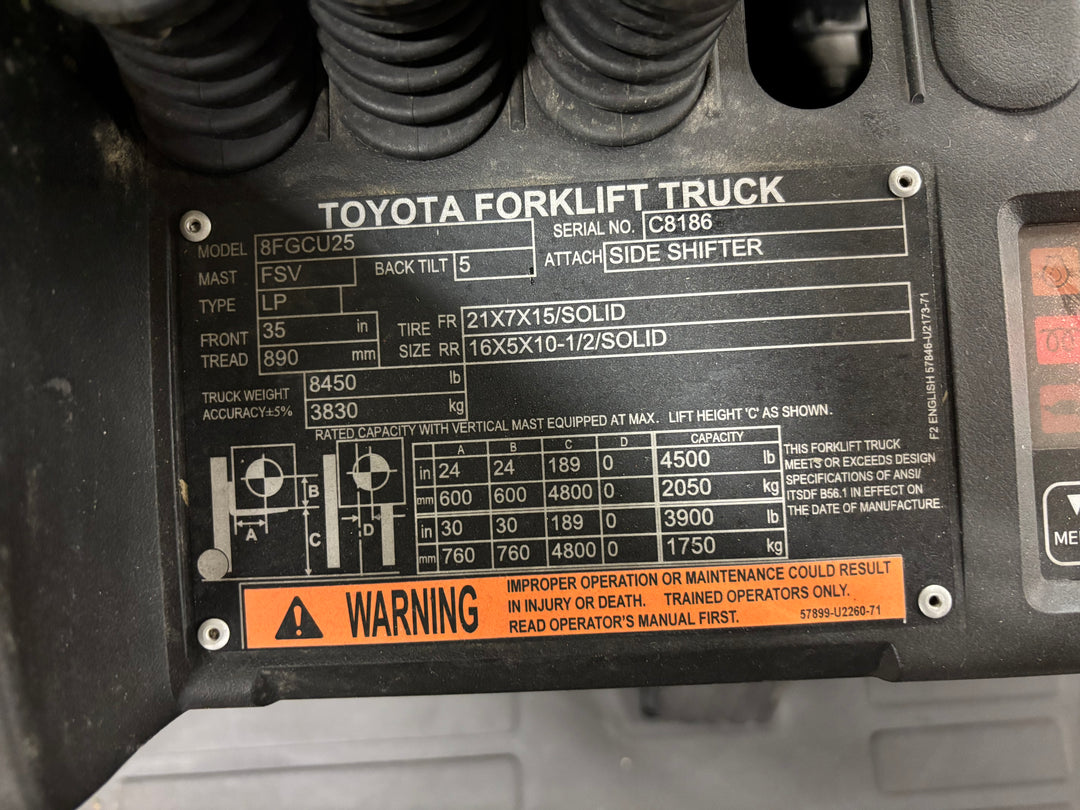 TOYOTA FORKLIFT TRUCK
MODEL 8FGCU25 SERIAL NO. C8186
MAST FSV BACK TILT 5 ATTACH SIDE SHIFTER
TYPE LP
FRONT TREAD 35 in
890 mm
TIRE SIZE FR 21X7X15/SOLID
RR 16X5X10-1/2/SOLID
TRUCK WEIGHT 8450 lb
ACCURACY±5% 3830 kg
RATED CAPACITY WITH VERTICAL MAST EQUIPPED AT MAX. LIFT HEIGHT 'C' AS SHOWN.
A B C D CAPACITY
in 24 24 189 0 4500 lb
mm 600 600 4800 0 2050 kg
in 30 30 189 0 3900 lb
mm 760 760 4800 0 1750 kg
A B C D
THIS FORKLIFT TRUCK
MEETS OR EXCEEDS DESIGN
SPECIFICATIONS OF ANSI/
ITSDF B56.1 IN EFFECT ON
THE DATE OF MANUFACTURE.
F2 ENGLISH 57846-U2173-71
WARNING
IMPROPER OPERATION OR MAINTENANCE COULD RESULT
IN INJURY OR DEATH. TRAINED OPERATORS ONLY.
READ OPERATOR'S MANUAL FIRST. 57899-U2260-71